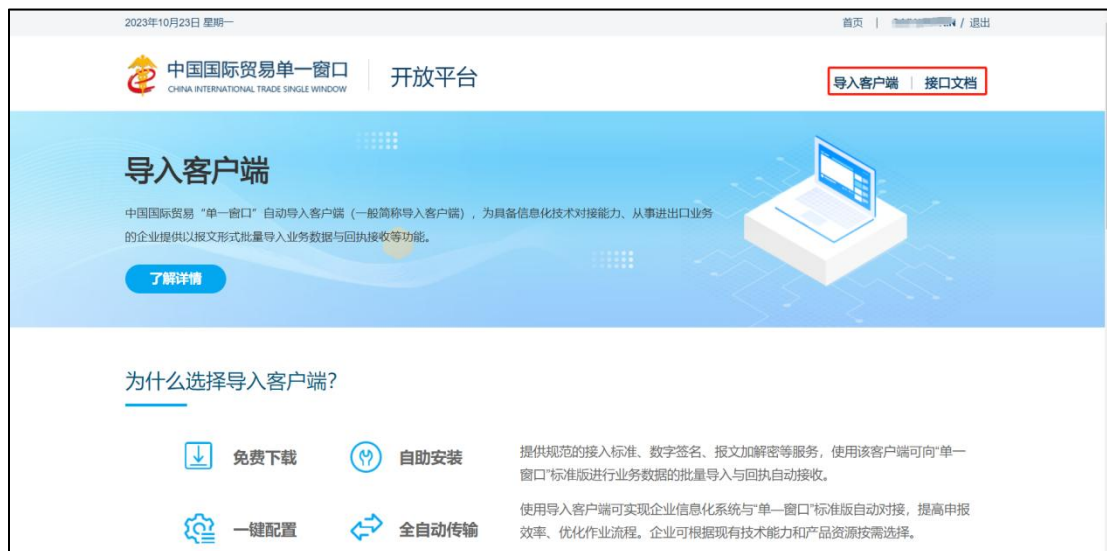 2023年10月23日 星期一
首页 | / 退出
中国国际贸易单一窗口
CHINA INTERNATIONAL TRADE SINGLE WINDOW
开放平台
导入客户端 | 接口文档
导入客户端
中国国际贸易“单一窗口”自动导入客户端（一般简称导入客户端），为具备信息化技术对接能力、从事进出口业务
的企业提供以报文形式批量导入业务数据与回执接收等功能。
了解详情
为什么选择导入客户端?
免费下载
自助安装
提供规范的接入标准、数字签名、报文加解密等服务，使用该客户端可向“单一
窗口”标准版进行业务数据的批量导入与回执自动接收。
一键配置
全自动传输
使用导入客户端可实现企业信息化系统与“单一窗口”标准版自动对接，提高申报
效率、优化作业流程。企业可根据现有技术能力和产品资源按需选择。